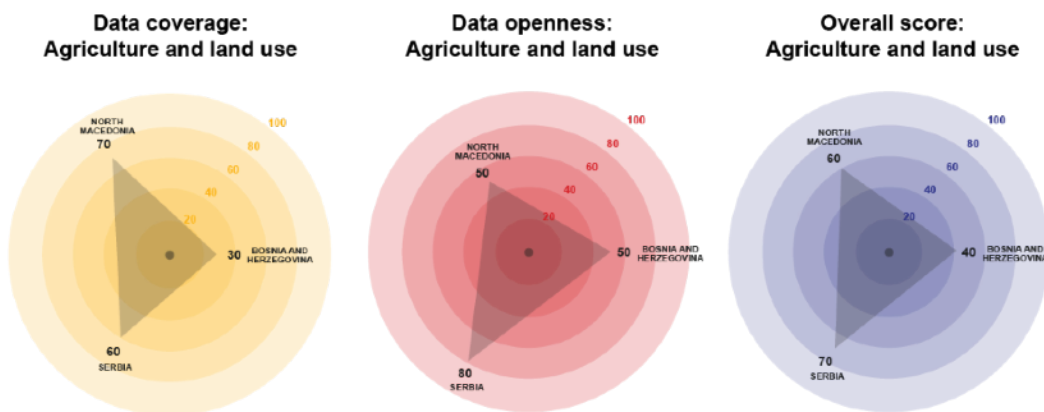 Data coverage:
Agriculture and land use
NORTH
MACEDONIA
70
100
80
60
40
20
30
BOSNIA AND
HERZEGOVINA
60
SERBIA
Data openness:
Agriculture and land use
NORTH
MACEDONIA
50
100
80
60
40
20
50
BOSNIA AND
HERZEGOVINA
80
SERBIA
Overall score:
Agriculture and land use
NORTH
MACEDONIA
60
100
80
60
40
20
40
BOSNIA AND
HERZEGOVINA
70
SERBIA